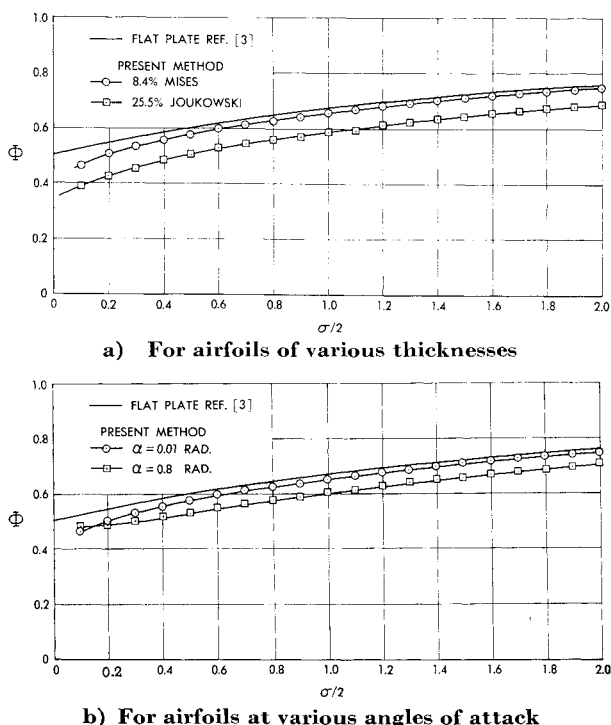 1.0
0.8
0.6
0.4
0.2
0
Φ
FLAT PLATE REF. [3]
PRESENT METHOD
8.4% MISES
25.5% JOUKOWSKI
0 0.2 0.4 0.6 0.8 1.0 1.2 1.4 1.6 1.8 2.0
σ/2
a) For airfoils of various thicknesses
1.0
0.8
0.6
0.4
0.2
0
Φ
FLAT PLATE REF. [3]
PRESENT METHOD
α = 0.01 RAD.
α = 0.8 RAD.
0 0.2 0.4 0.6 0.8 1.0 1.2 1.4 1.6 1.8 2.0
σ/2
b) For airfoils at various angles of attack